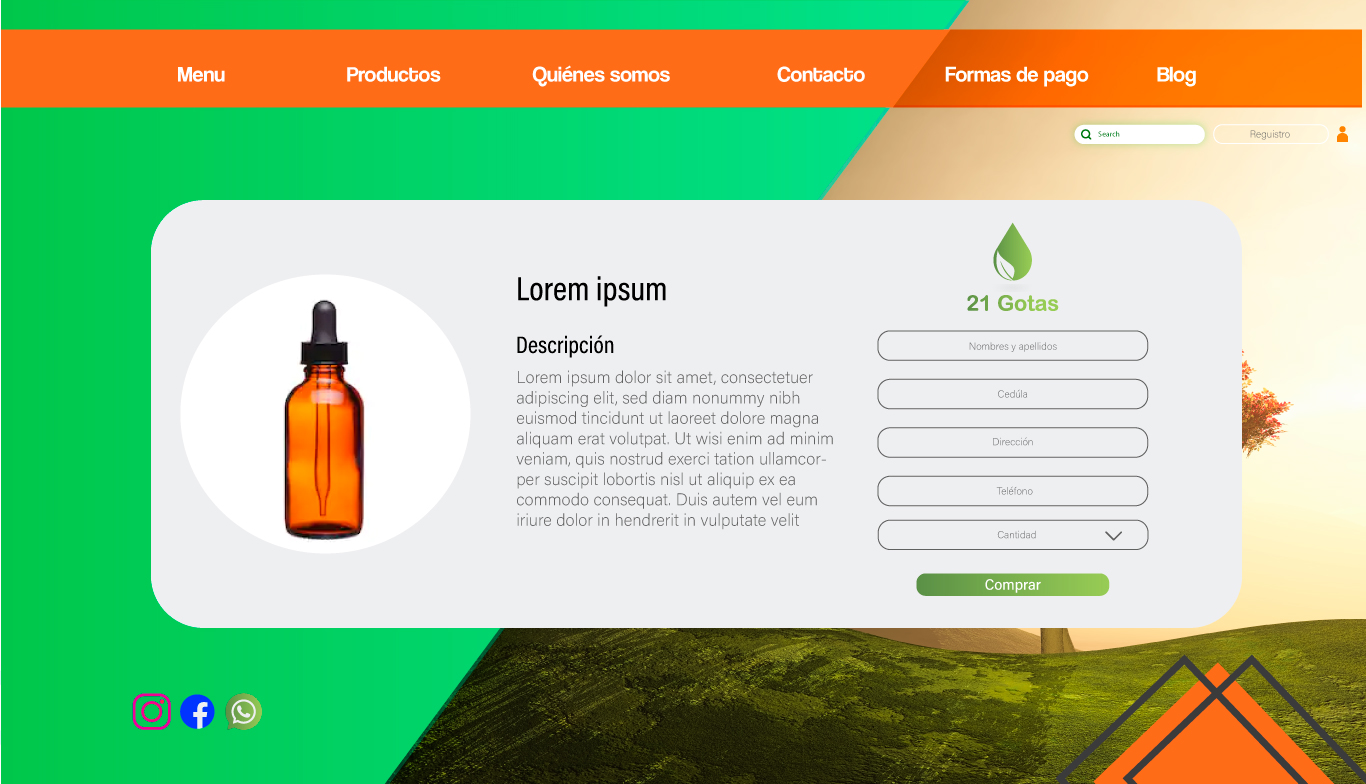 Menu
Productos
Quiénes somos
Contacto
Formas de pago
Blog
Search
Reguistro
Lorem ipsum
Descripción
Lorem ipsum dolor sit amet, consectetuer
adipiscing elit, sed diam nonummy nibh
euismod tincidunt ut laoreet dolore magna
aliquam erat volutpat. Ut wisi enim ad minim
veniam, quis nostrud exerci tation ullamcor-
per suscipit lobortis nisl ut aliquip ex ea
commodo consequat. Duis autem vel eum
iriure dolor in hendrerit in vulputate velit
21 Gotas
Nombres y apellidos
Cedúla
Dirección
Teléfono
Cantidad
Comprar